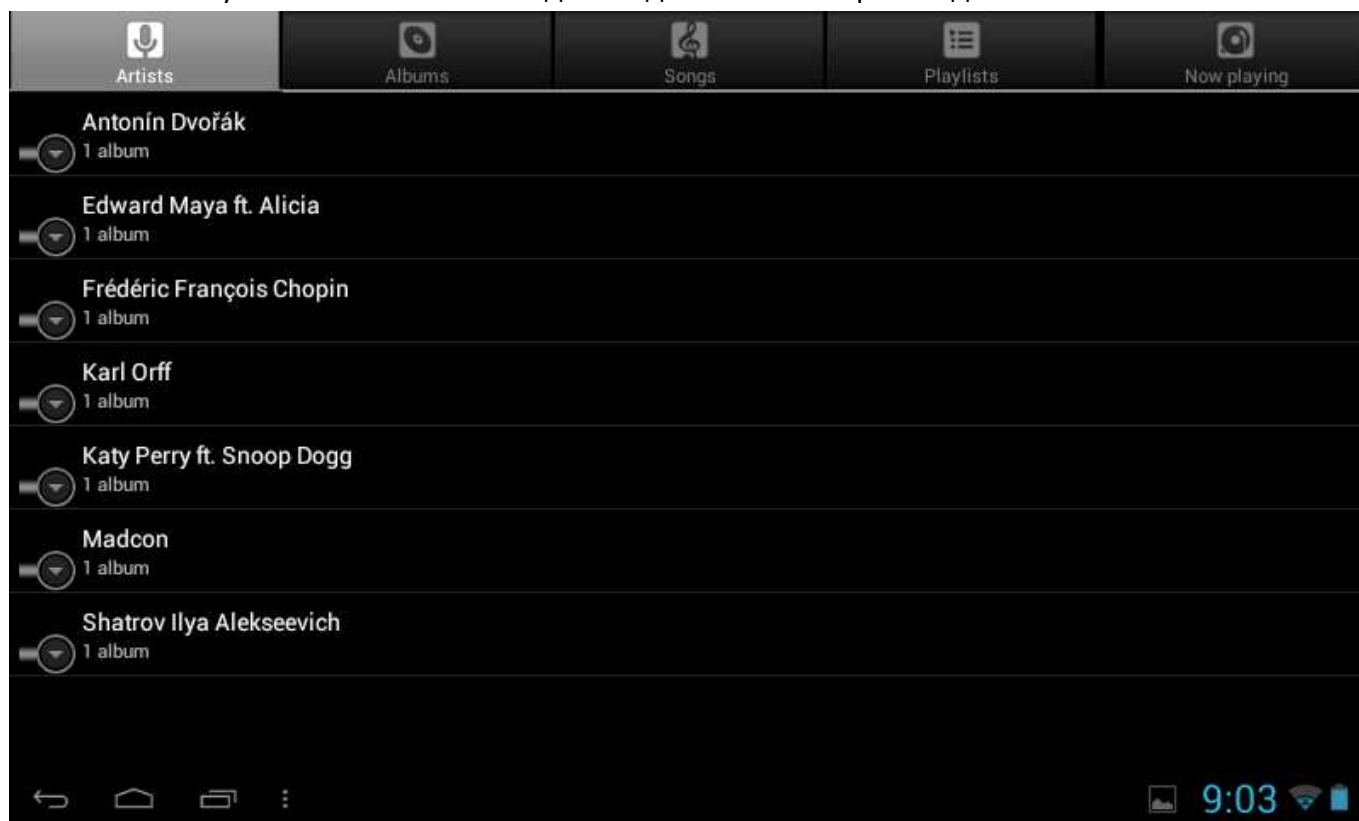 Artists Albums Songs Playlists Now playing
Antonín Dvořák
1 album
Edward Maya ft. Alicia
1 album
Frédéric François Chopin
1 album
Karl Orff
1 album
Katy Perry ft. Snoop Dogg
1 album
Madcon
1 album
Shatrov Ilya Alekseevich
1 album
9:03